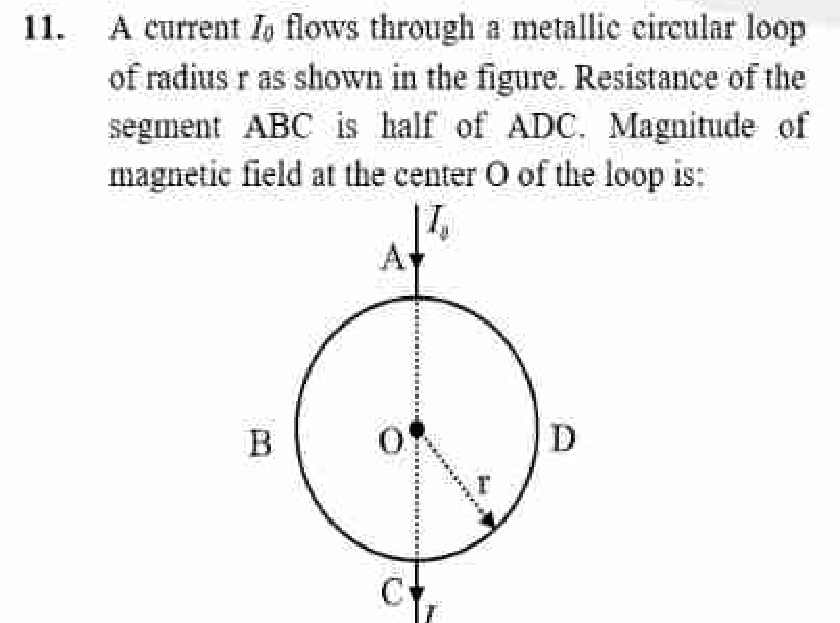 11. A current I₀ flows through a metallic circular loop
of radius r as shown in the figure. Resistance of the
segment ABC is half of ADC. Magnitude of
magnetic field at the center O of the loop is:
I₀
A
B
O
D
r
C
I